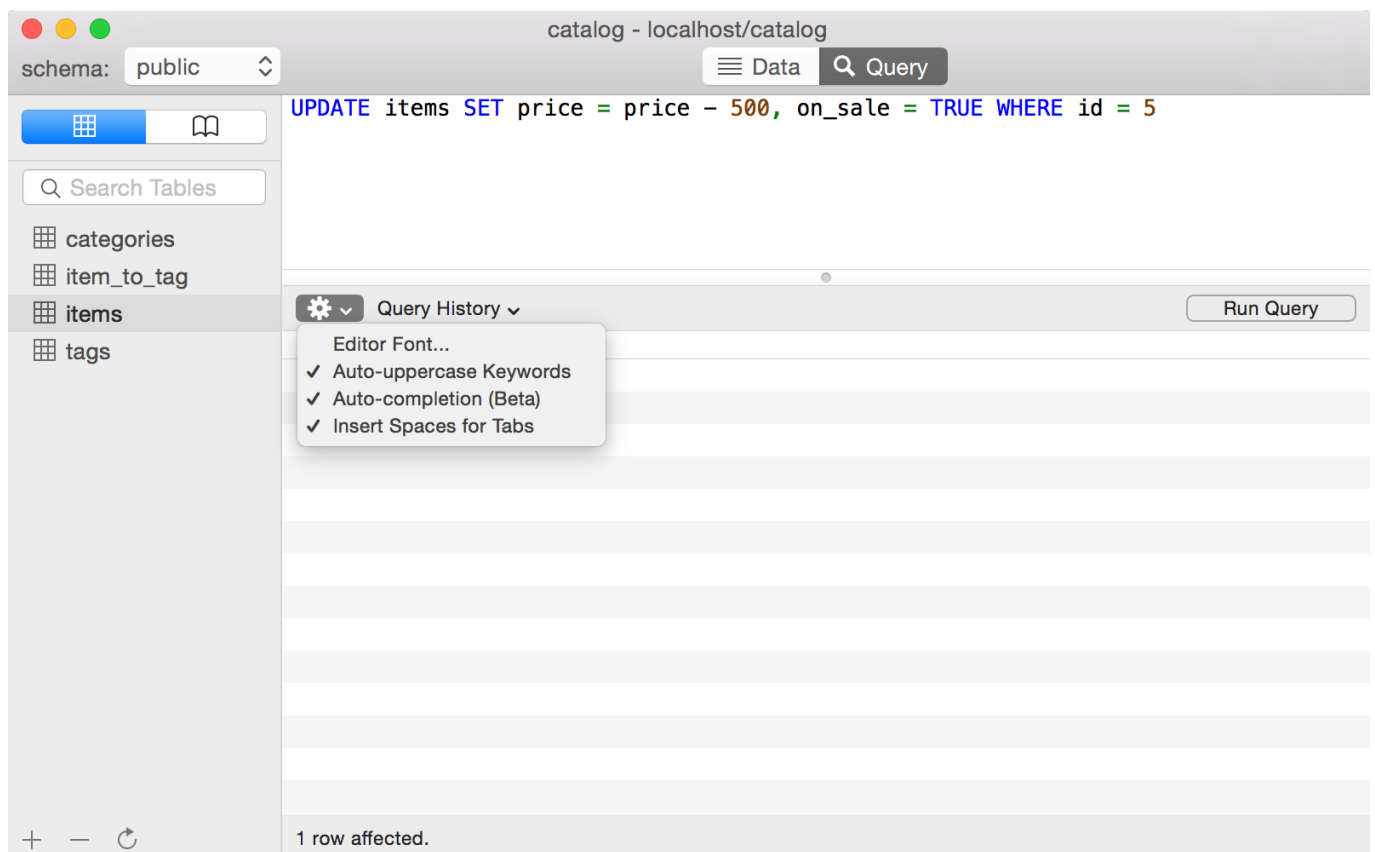 catalog - localhost/catalog
schema: public
Data Query
UPDATE items SET price = price - 500, on_sale = TRUE WHERE id = 5
Search Tables
categories
item_to_tag
items
tags
Query History Run Query
Editor Font...
Auto-uppercase Keywords
Auto-completion (Beta)
Insert Spaces for Tabs
1 row affected.